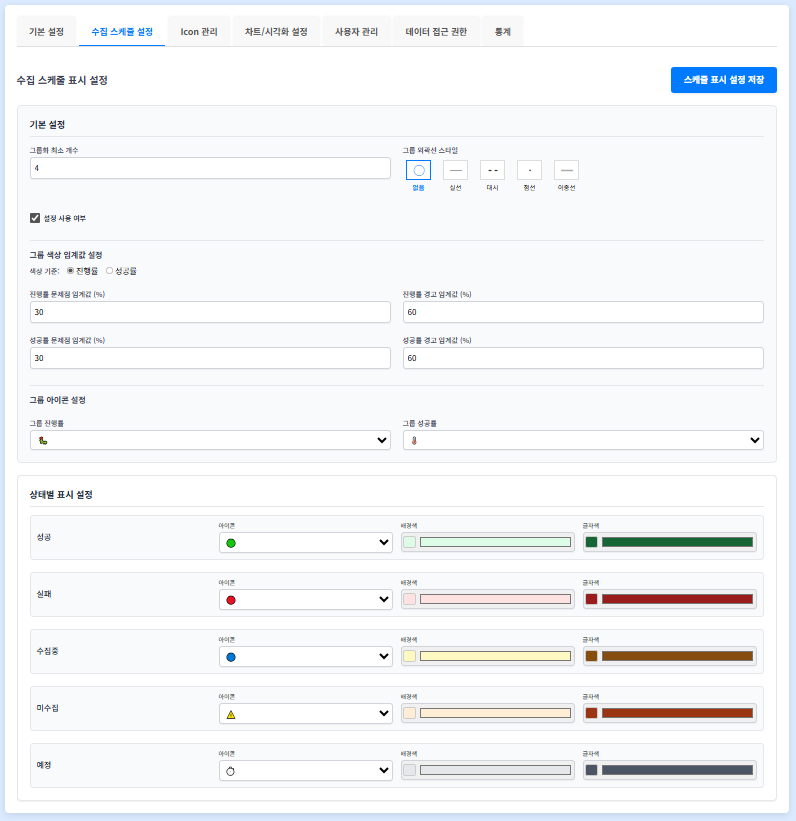 기본 설정 수집 스케줄 설정 Icon 관리 차트/시각화 설정 사용자 관리 데이터 접근 권한 통계
수집 스케줄 표시 설정 스케줄 표시 설정 저장
기본 설정
그룹화 최소 개수 그룹 외곽선 스타일
4
없음 실선 대시 점선 이중선
설정 사용 여부
그룹 색상 임계값 설정
색상 기준: 진행률 성공률
진행률 문제점 임계값 (%) 진행률 경고 임계값 (%)
30 60
성공률 문제점 임계값 (%) 성공률 경고 임계값 (%)
30 60
그룹 아이콘 설정
그룹 진행률 그룹 성공률
상태별 표시 설정
아이콘 배경색 글자색
성공
아이콘 배경색 글자색
실패
아이콘 배경색 글자색
수집중
아이콘 배경색 글자색
미수집
아이콘 배경색 글자색
예정